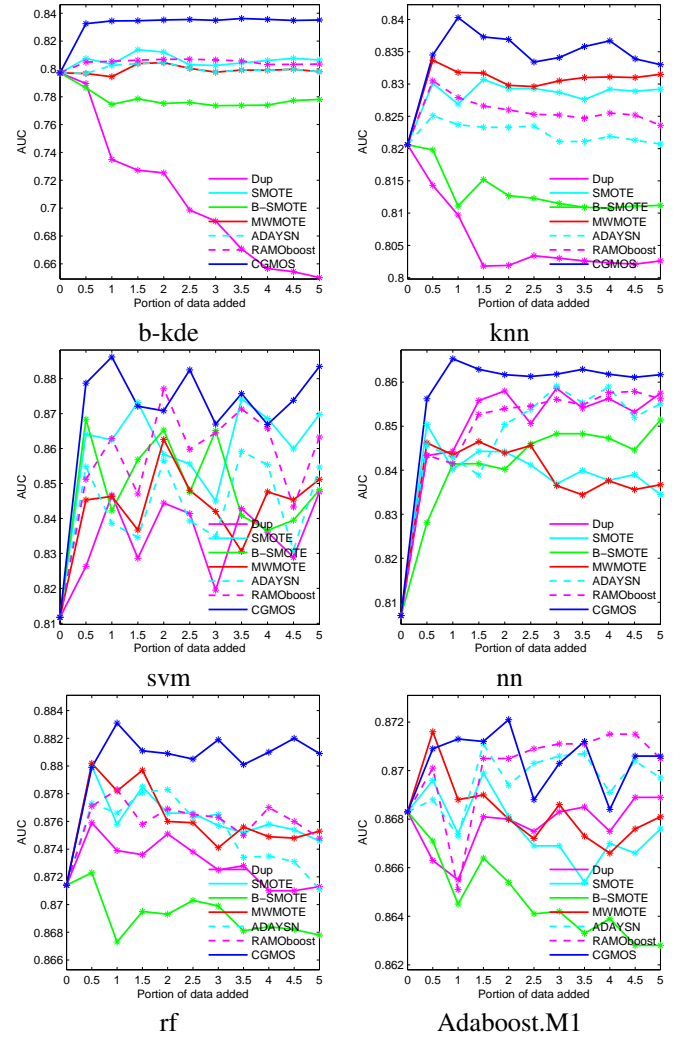 0.84
0.82
0.8
0.78
0.76
0.74
0.72
0.7
0.68
0.66
AUC
Dup
SMOTE
B−SMOTE
MWMOTE
ADAYSN
RAMOboost
CGMOS
0 0.5 1 1.5 2 2.5 3 3.5 4 4.5 5
Portion of data added
b-kde
0.84
0.835
0.83
0.825
0.82
0.815
0.81
0.805
0.8
AUC
Dup
SMOTE
B−SMOTE
MWMOTE
ADAYSN
RAMOboost
CGMOS
0 0.5 1 1.5 2 2.5 3 3.5 4 4.5 5
Portion of data added
knn
0.88
0.87
0.86
0.85
0.84
0.83
0.82
0.81
AUC
Dup
SMOTE
B−SMOTE
MWMOTE
ADAYSN
RAMOboost
CGMOS
0 0.5 1 1.5 2 2.5 3 3.5 4 4.5 5
Portion of data added
svm
0.86
0.85
0.84
0.83
0.82
0.81
AUC
Dup
SMOTE
B−SMOTE
MWMOTE
ADAYSN
RAMOboost
CGMOS
0 0.5 1 1.5 2 2.5 3 3.5 4 4.5 5
Portion of data added
nn
0.884
0.882
0.88
0.878
0.876
0.874
0.872
0.87
0.868
0.866
AUC
Dup
SMOTE
B−SMOTE
MWMOTE
ADAYSN
RAMOboost
CGMOS
0 0.5 1 1.5 2 2.5 3 3.5 4 4.5 5
Portion of data added
rf
0.872
0.87
0.868
0.866
0.864
0.862
AUC
Dup
SMOTE
B−SMOTE
MWMOTE
ADAYSN
RAMOboost
CGMOS
0 0.5 1 1.5 2 2.5 3 3.5 4 4.5 5
Portion of data added
Adaboost.M1